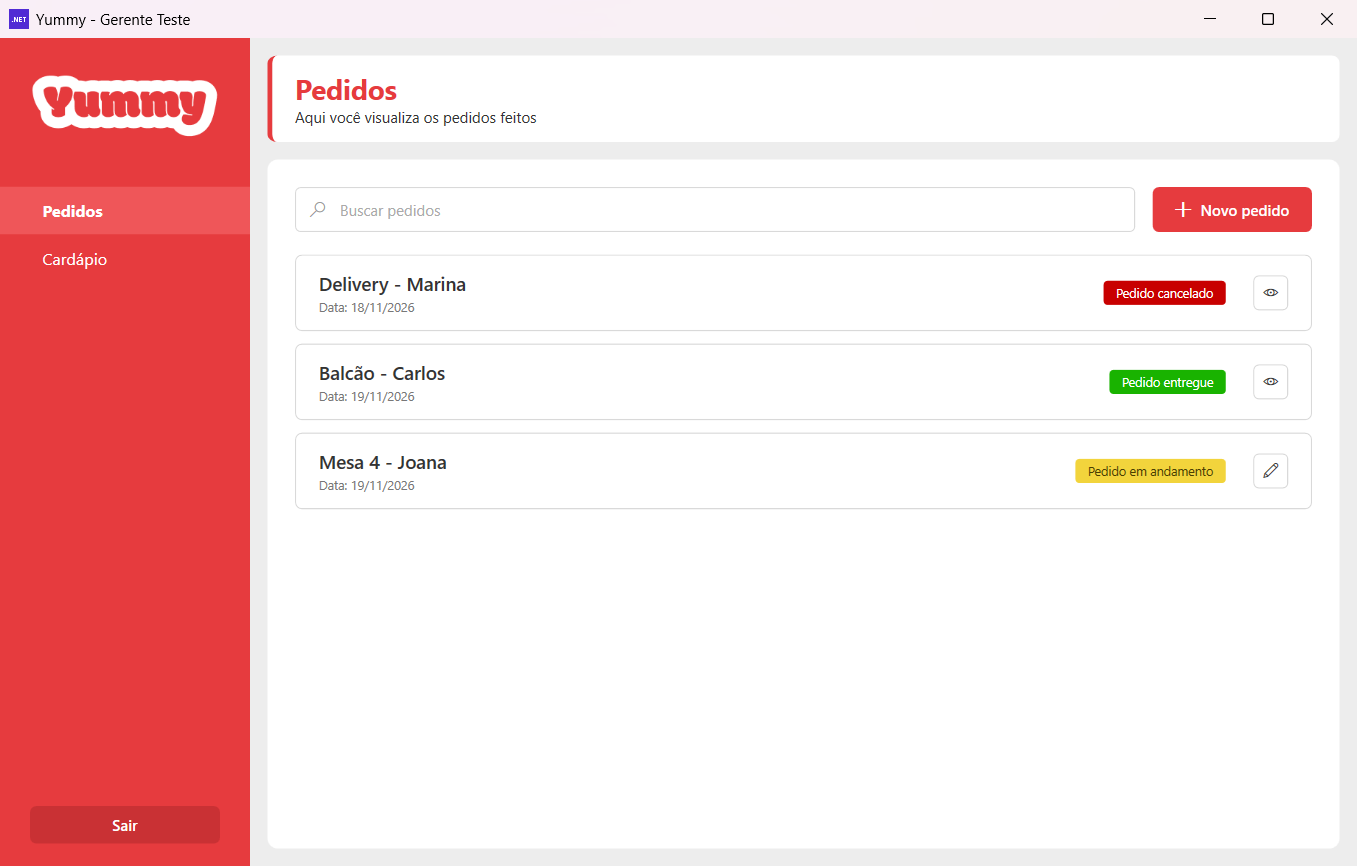 .NET Yummy - Gerente Teste
Yummy
Pedidos
Cardápio
Sair
Pedidos
Aqui você visualiza os pedidos feitos
Buscar pedidos
Novo pedido
Delivery - Marina
Data: 18/11/2026
Pedido cancelado
Balcão - Carlos
Data: 19/11/2026
Pedido entregue
Mesa 4 - Joana
Data: 19/11/2026
Pedido em andamento